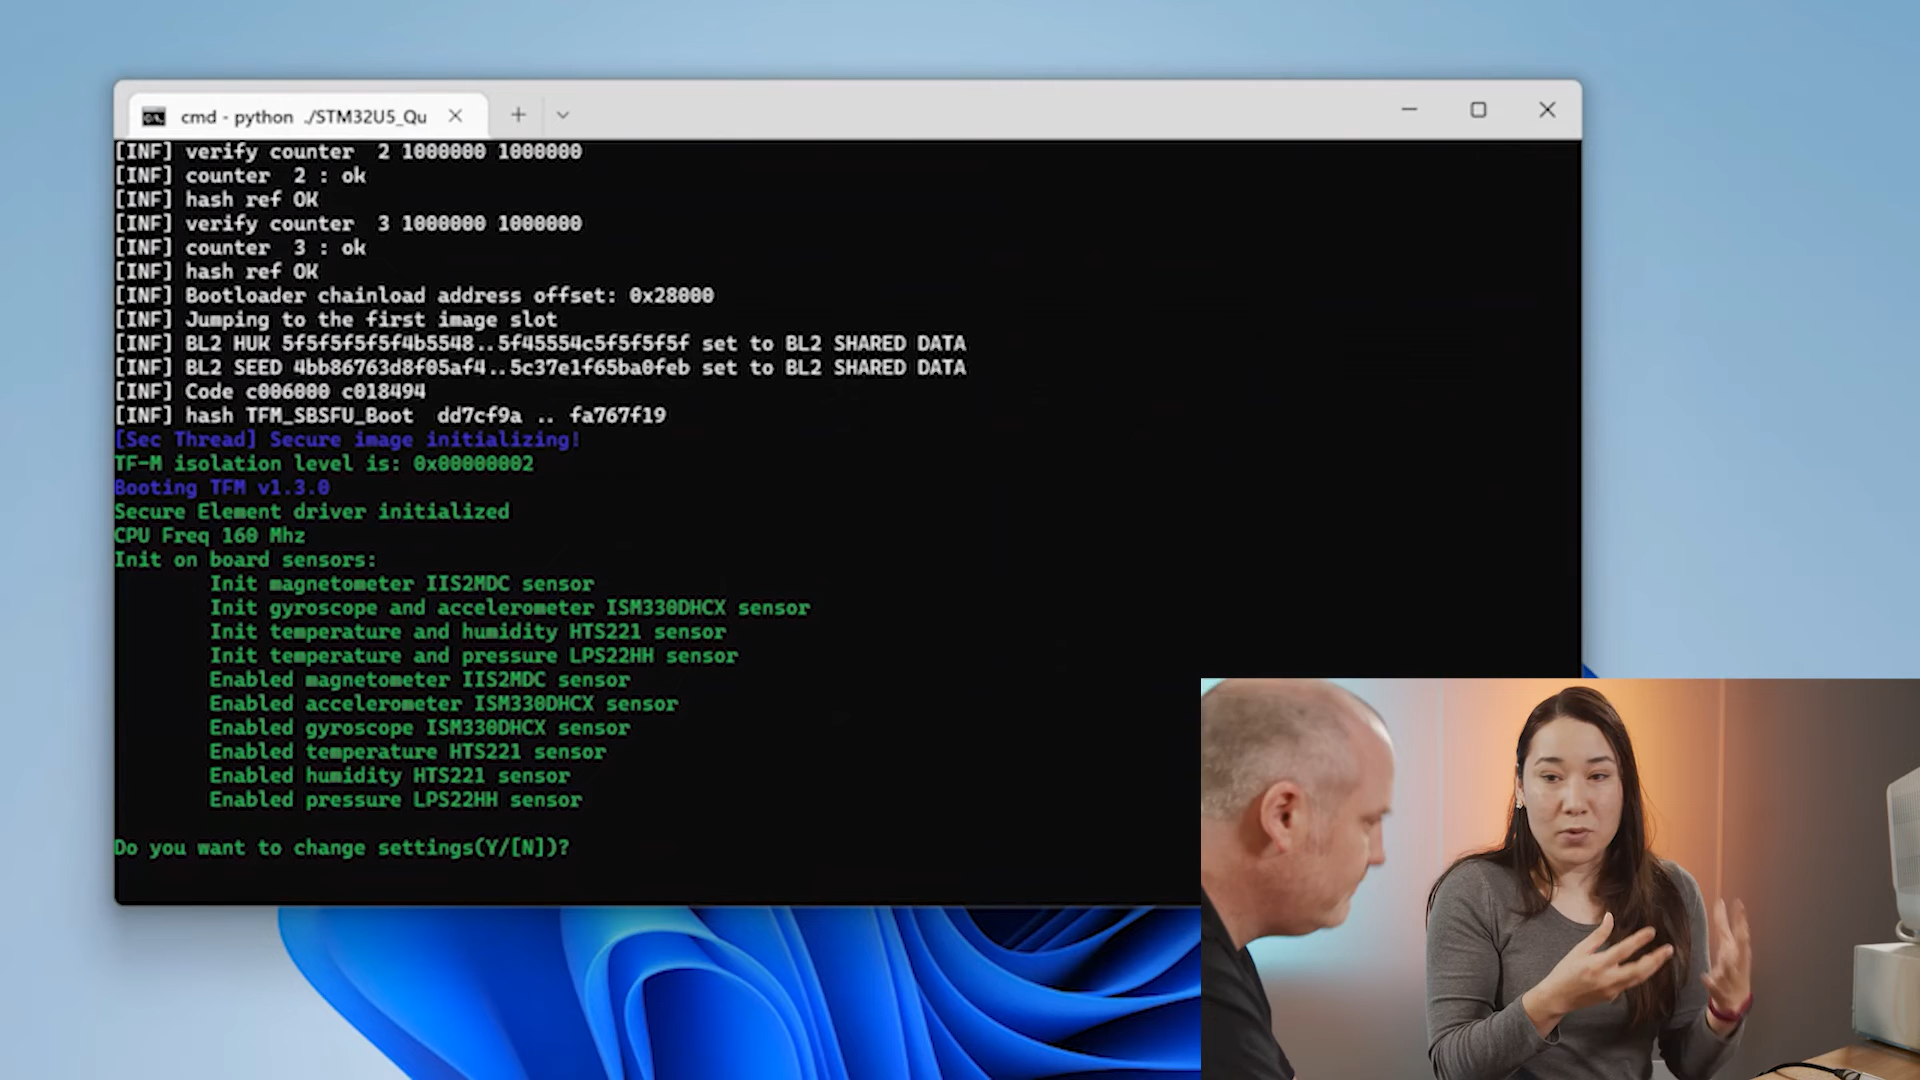 cmd - python ./STM32U5_Qu
[INF] verify counter  2 1000000 1000000
[INF] counter  2 : ok
[INF] hash ref OK
[INF] verify counter  3 1000000 1000000
[INF] counter  3 : ok
[INF] hash ref OK
[INF] Bootloader chainload address offset: 0x28000
[INF] Jumping to the first image slot
[INF] BL2 HUK 5f5f5f5f5f4b5548..5f45554c5f5f5f5f set to BL2 SHARED DATA
[INF] BL2 SEED 4bb86763d8f05af4..5c37e1f65ba0feb set to BL2 SHARED DATA
[INF] Code c006000 c018494
[INF] hash TFM_SBSFU_Boot  dd7cf9a .. fa767f19
[Sec Thread] Secure image initializing!
TF-M isolation level is: 0x00000002
Booting TFM v1.3.0
Secure Element driver initialized
CPU Freq 160 Mhz
Init on board sensors:
Init magnetometer IIS2MDC sensor
Init gyroscope and accelerometer ISM330DHCX sensor
Init temperature and humidity HTS221 sensor
Init temperature and pressure LPS22HH sensor
Enabled magnetometer IIS2MDC sensor
Enabled accelerometer ISM330DHCX sensor
Enabled gyroscope ISM330DHCX sensor
Enabled temperature HTS221 sensor
Enabled humidity HTS221 sensor
Enabled pressure LPS22HH sensor
Do you want to change settings(Y/[N])?